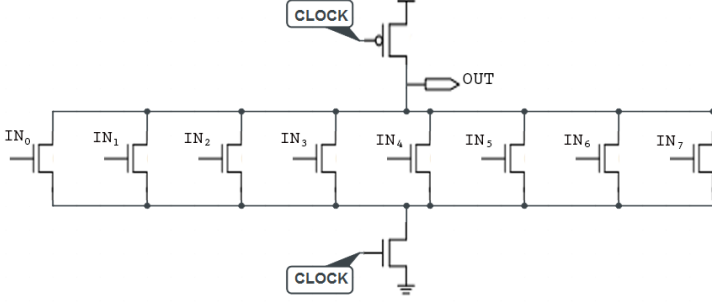 CLOCK
OUT
IN₀ IN₁ IN₂ IN₃ IN₄ IN₅ IN₆ IN₇
CLOCK